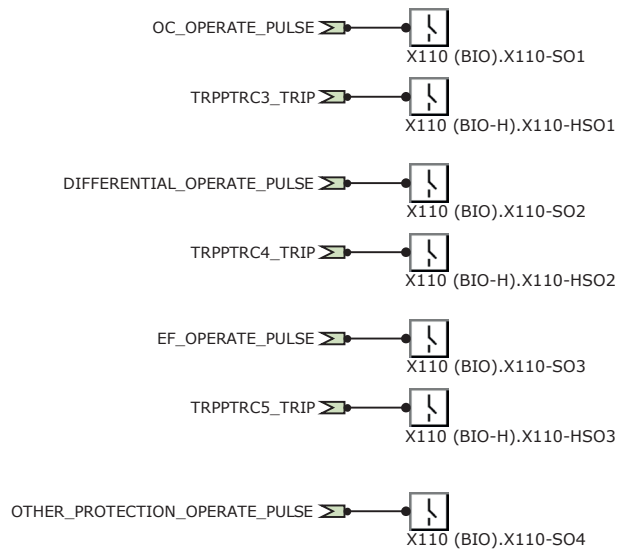 OC_OPERATE_PULSE
X110 (BIO).X110-SO1
TRPPTRC3_TRIP
X110 (BIO-H).X110-HSO1
DIFFERENTIAL_OPERATE_PULSE
X110 (BIO).X110-SO2
TRPPTRC4_TRIP
X110 (BIO-H).X110-HSO2
EF_OPERATE_PULSE
X110 (BIO).X110-SO3
TRPPTRC5_TRIP
X110 (BIO-H).X110-HSO3
OTHER_PROTECTION_OPERATE_PULSE
X110 (BIO).X110-SO4